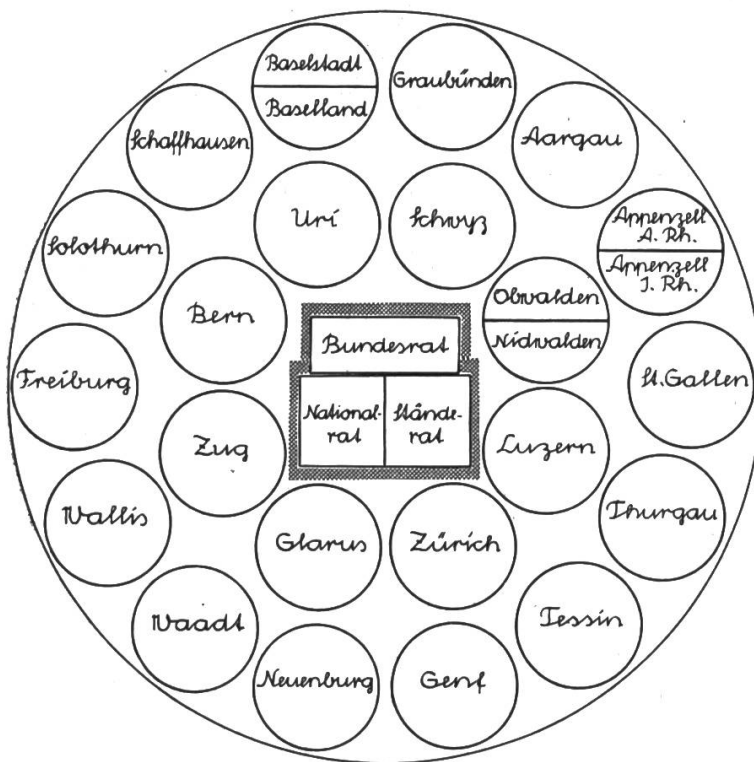 Baselstadt
Baselland
Graubünden
Aargau
Appenzell
A. Rh.
Appenzell
I. Rh.
St. Gallen
Thurgau
Tessin
Genf
Neuenburg
Waadt
Wallis
Freiburg
Solothurn
Schaffhausen
Uri
Schwyz
Obwalden
Nidwalden
Luzern
Zürich
Glarus
Zug
Bern
Bundesrat
National-
rat
Stände-
rat